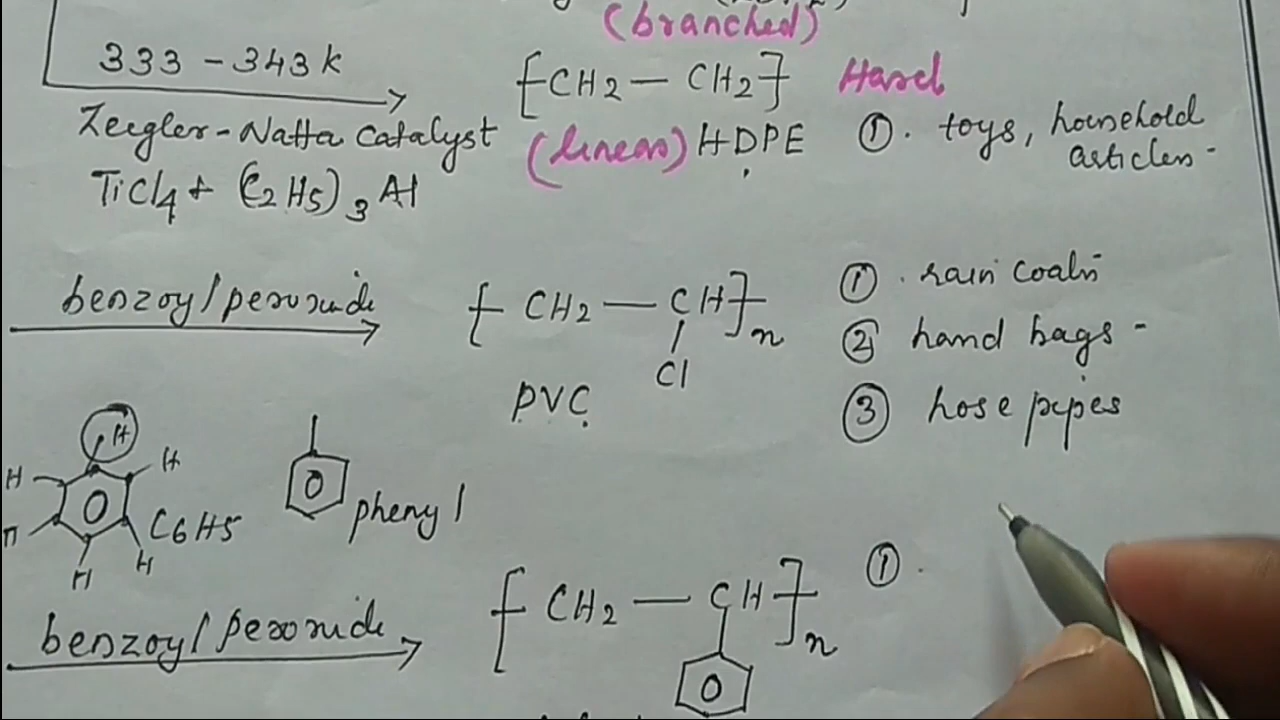 (branched)
333 - 343 k
[CH2 — CH2] Hard
Zeigler-Natta catalyst
(linear) HDPE ①. toys, household
articles -
TiCl4 + (C2H5)3 Al
benzoyl peroxide
[CH2 — CH]n
Cl
PVC
① . rain coats
② hand bags -
③ hose pipes
H
H
H
C6H5
H
H
phenyl
benzoyl peroxide
[CH2 — CH]n
① .